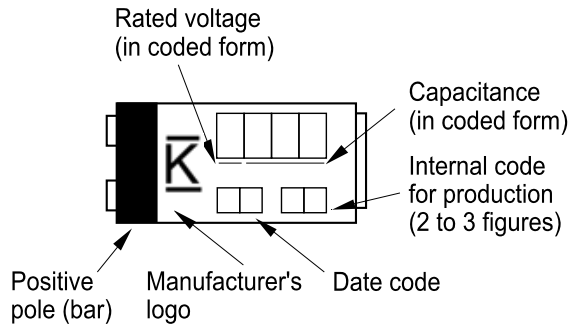 Rated voltage
(in coded form)
Capacitance
(in coded form)
K
Internal code
for production
(2 to 3 figures)
Positive
pole (bar)
Manufacturer's
logo
Date code